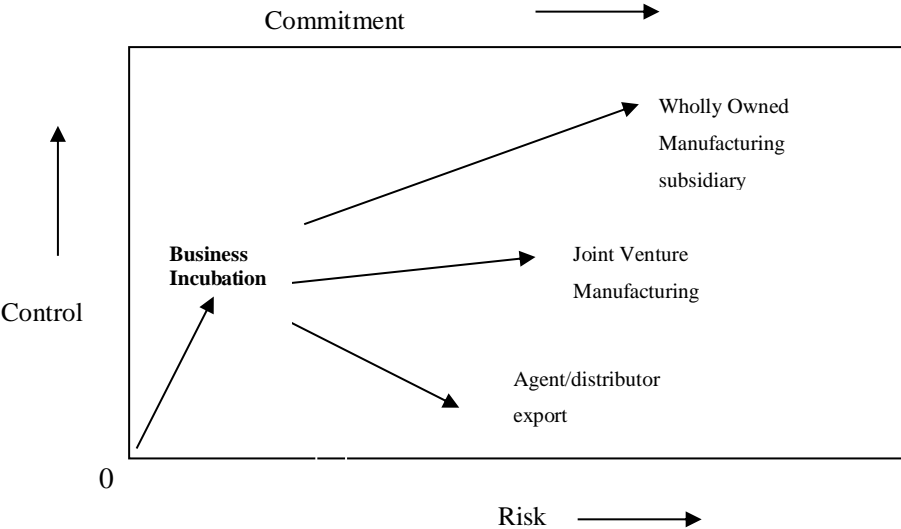 Commitment
Wholly Owned
Manufacturing
subsidiary
Business
Incubation
Joint Venture
Manufacturing
Control
Agent/distributor
export
0
Risk